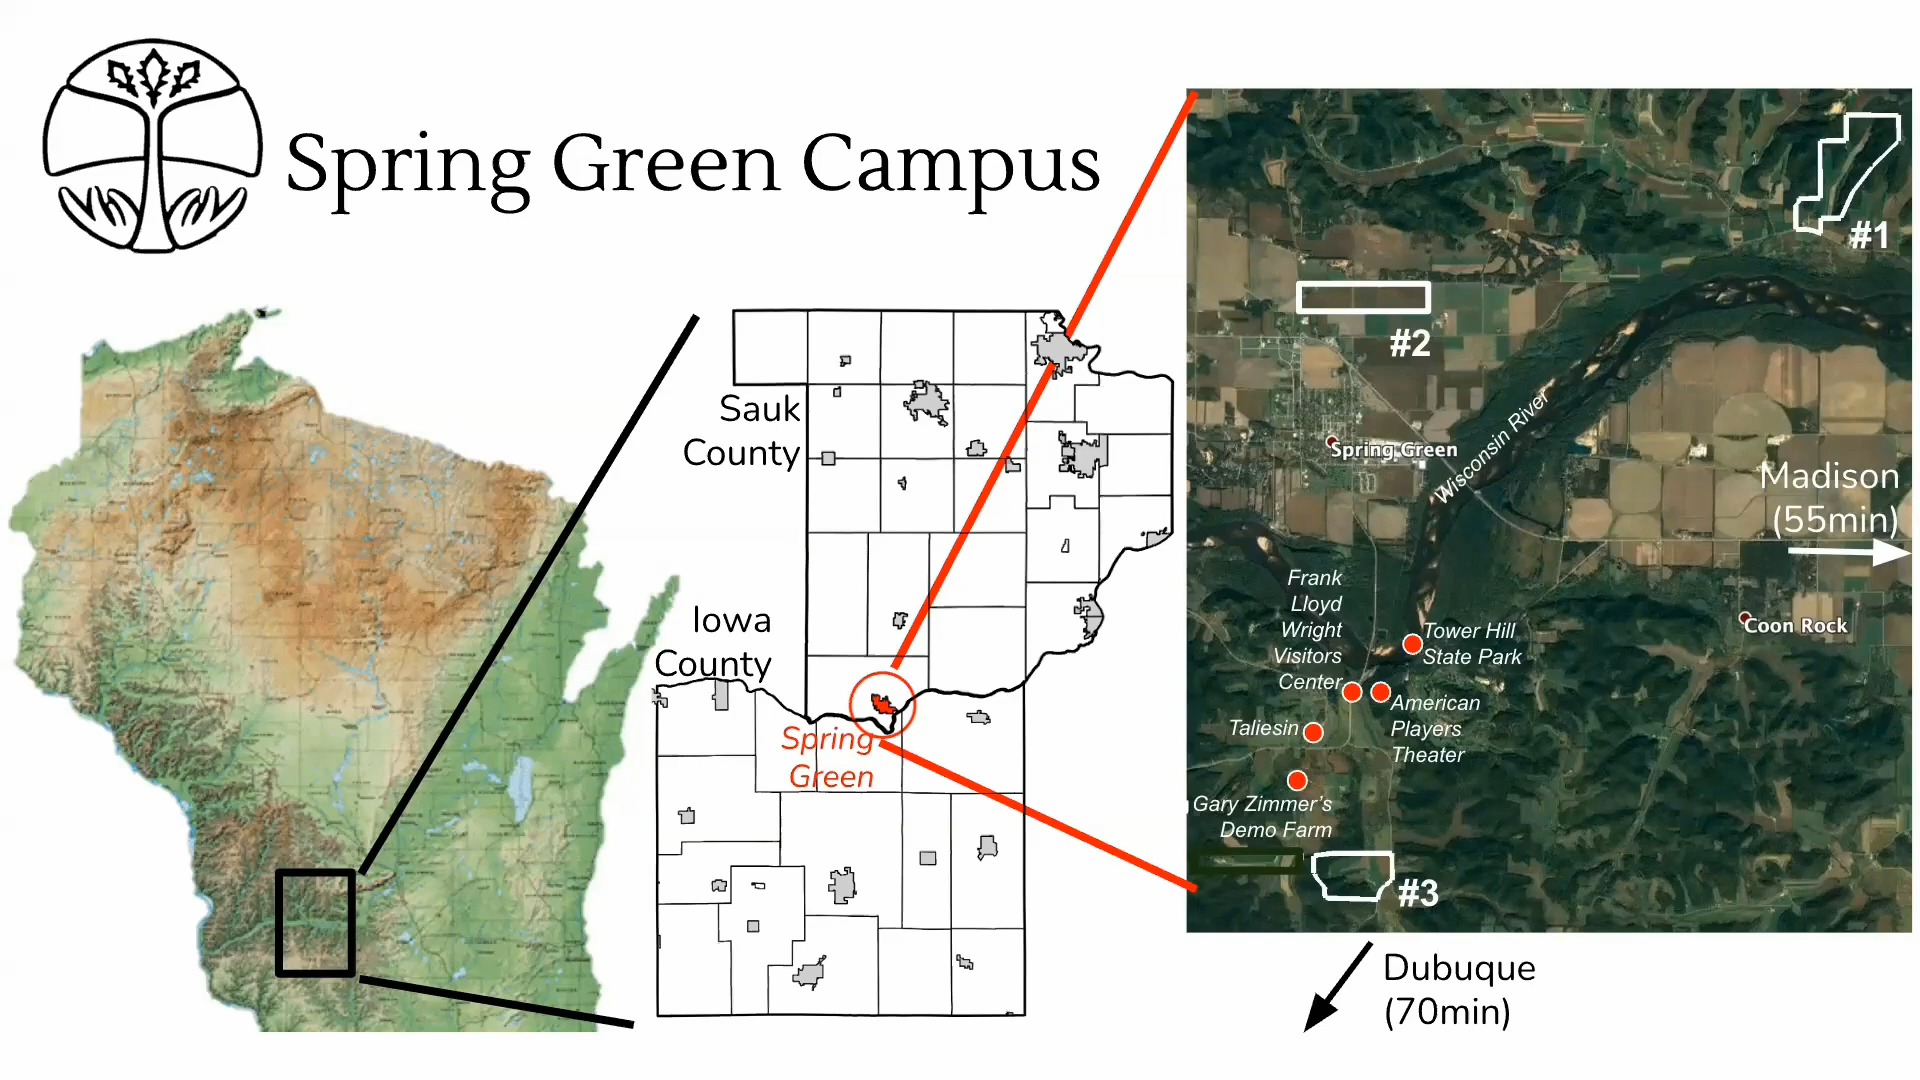 Spring Green Campus
Sauk
County
Iowa
County
Spring
Green
#1
#2
Spring Green
Wisconsin River
Madison
(55min)
Frank
Lloyd
Wright
Visitors
Center
Tower Hill
State Park
Coon Rock
American
Players
Theater
Taliesin
Gary Zimmer's
Demo Farm
#3
Dubuque
(70min)